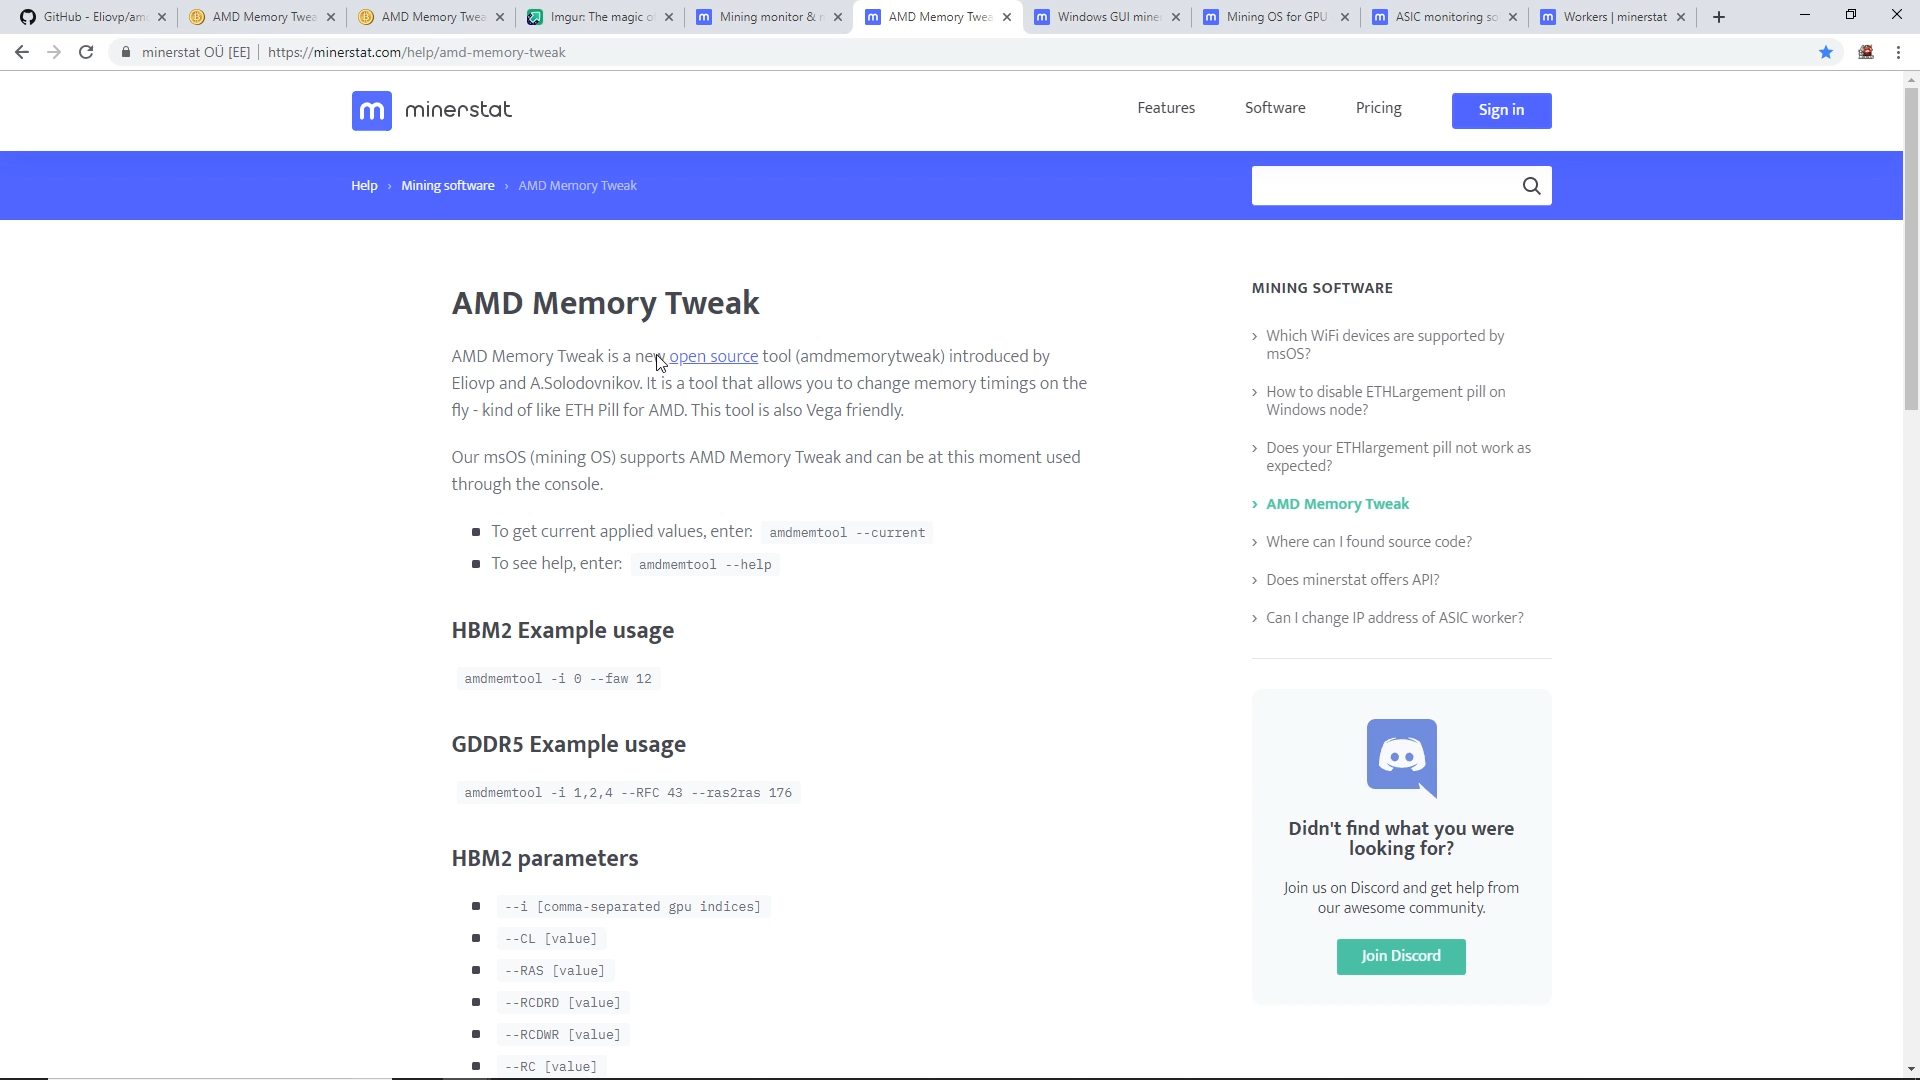 GitHub - Eliovp/am
AMD Memory Twea
AMD Memory Twea
Imgur: The magic o
Mining monitor &
AMD Memory Twea
Windows GUI mine
Mining OS for GPU
ASIC monitoring so
Workers | minerstat
minerstat OÜ [EE] | https://minerstat.com/help/amd-memory-tweak
m minerstat
Features Software Pricing Sign in
Help › Mining software › AMD Memory Tweak
AMD Memory Tweak
AMD Memory Tweak is a new open source tool (amdmemorytweak) introduced by
Eliovp and A.Solodovnikov. It is a tool that allows you to change memory timings on the
fly - kind of like ETH Pill for AMD. This tool is also Vega friendly.
Our msOS (mining OS) supports AMD Memory Tweak and can be at this moment used
through the console.
To get current applied values, enter: amdmemtool --current
To see help, enter: amdmemtool --help
HBM2 Example usage
amdmemtool -i 0 --faw 12
GDDR5 Example usage
amdmemtool -i 1,2,4 --RFC 43 --ras2ras 176
HBM2 parameters
--i [comma-separated gpu indices]
--CL [value]
--RAS [value]
--RCDRD [value]
--RCDWR [value]
--RC [value]
MINING SOFTWARE
› Which WiFi devices are supported by
msOS?
› How to disable ETHLargement pill on
Windows node?
› Does your ETHlargement pill not work as
expected?
› AMD Memory Tweak
› Where can I found source code?
› Does minerstat offers API?
› Can I change IP address of ASIC worker?
Didn't find what you were
looking for?
Join us on Discord and get help from
our awesome community.
Join Discord